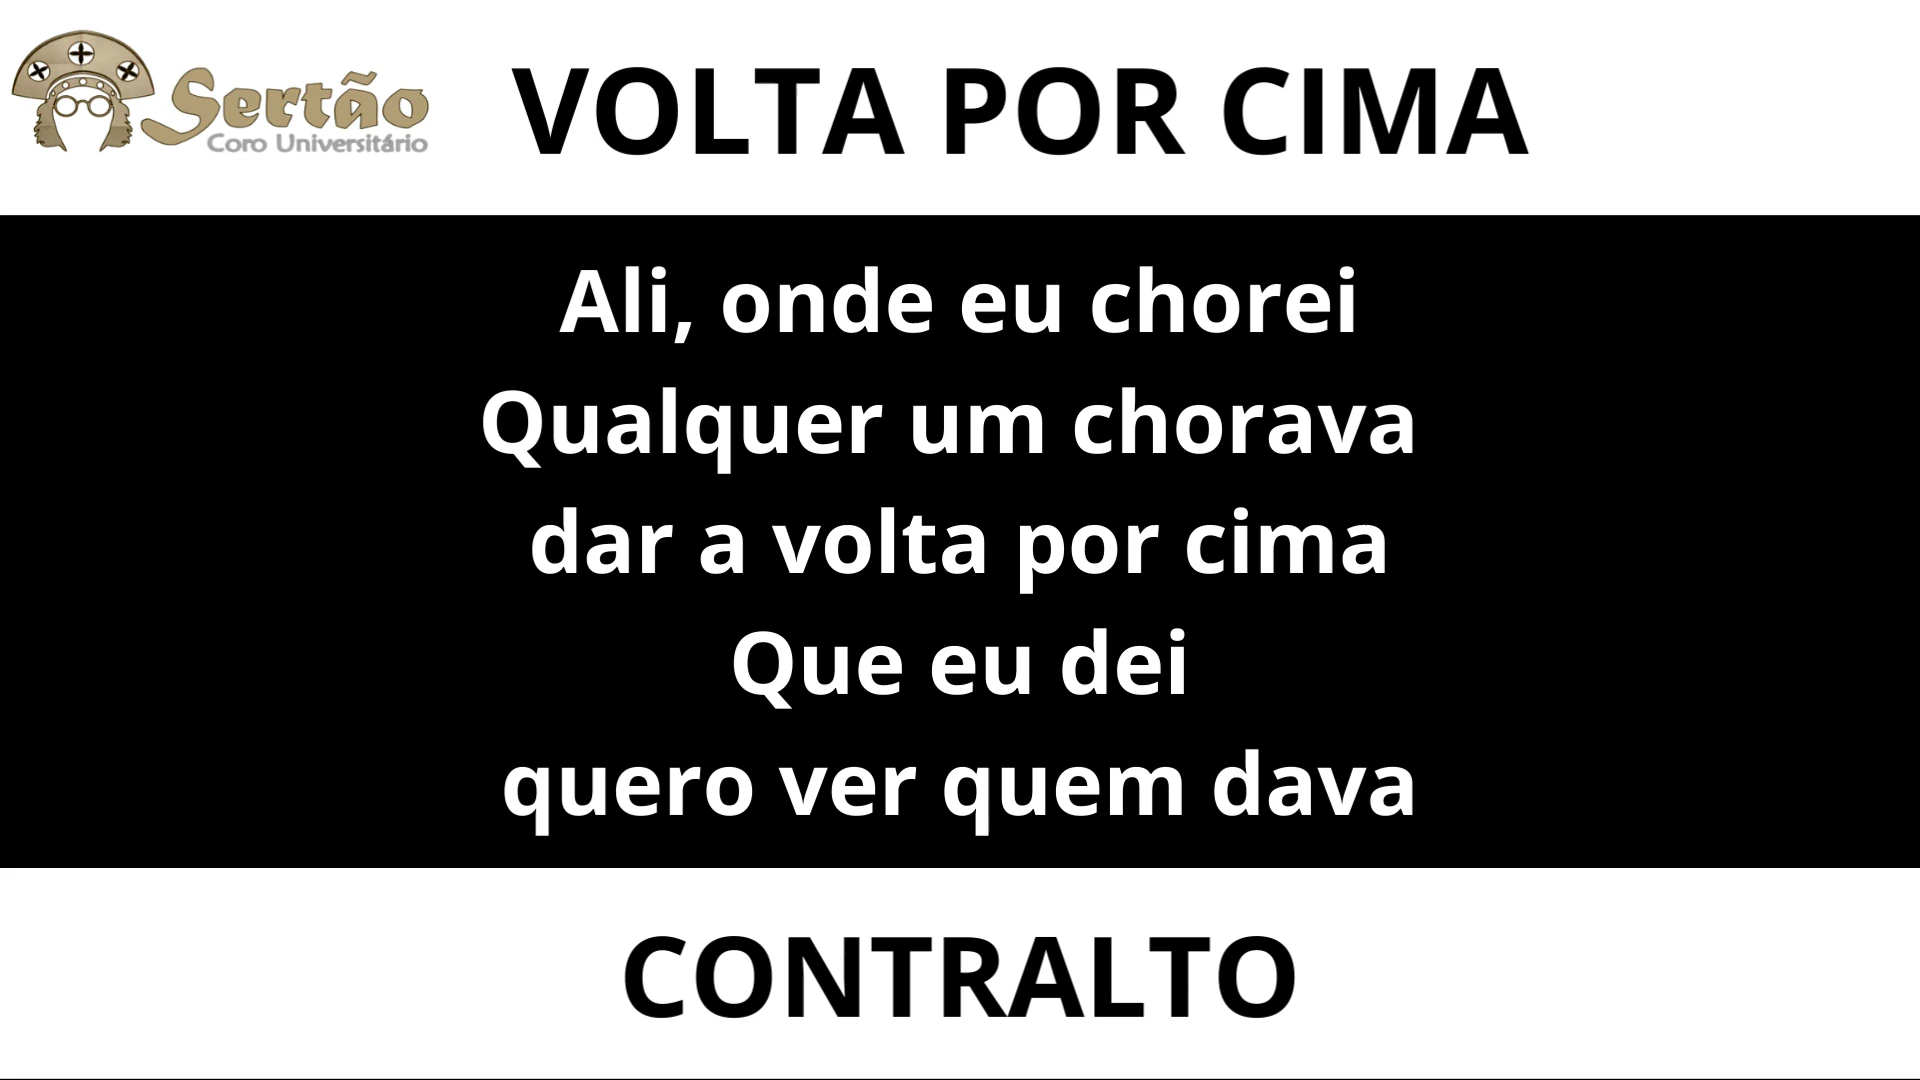 Sertão
Coro Universitário
VOLTA POR CIMA
Ali, onde eu chorei
Qualquer um chorava
dar a volta por cima
Que eu dei
quero ver quem dava
CONTRALTO